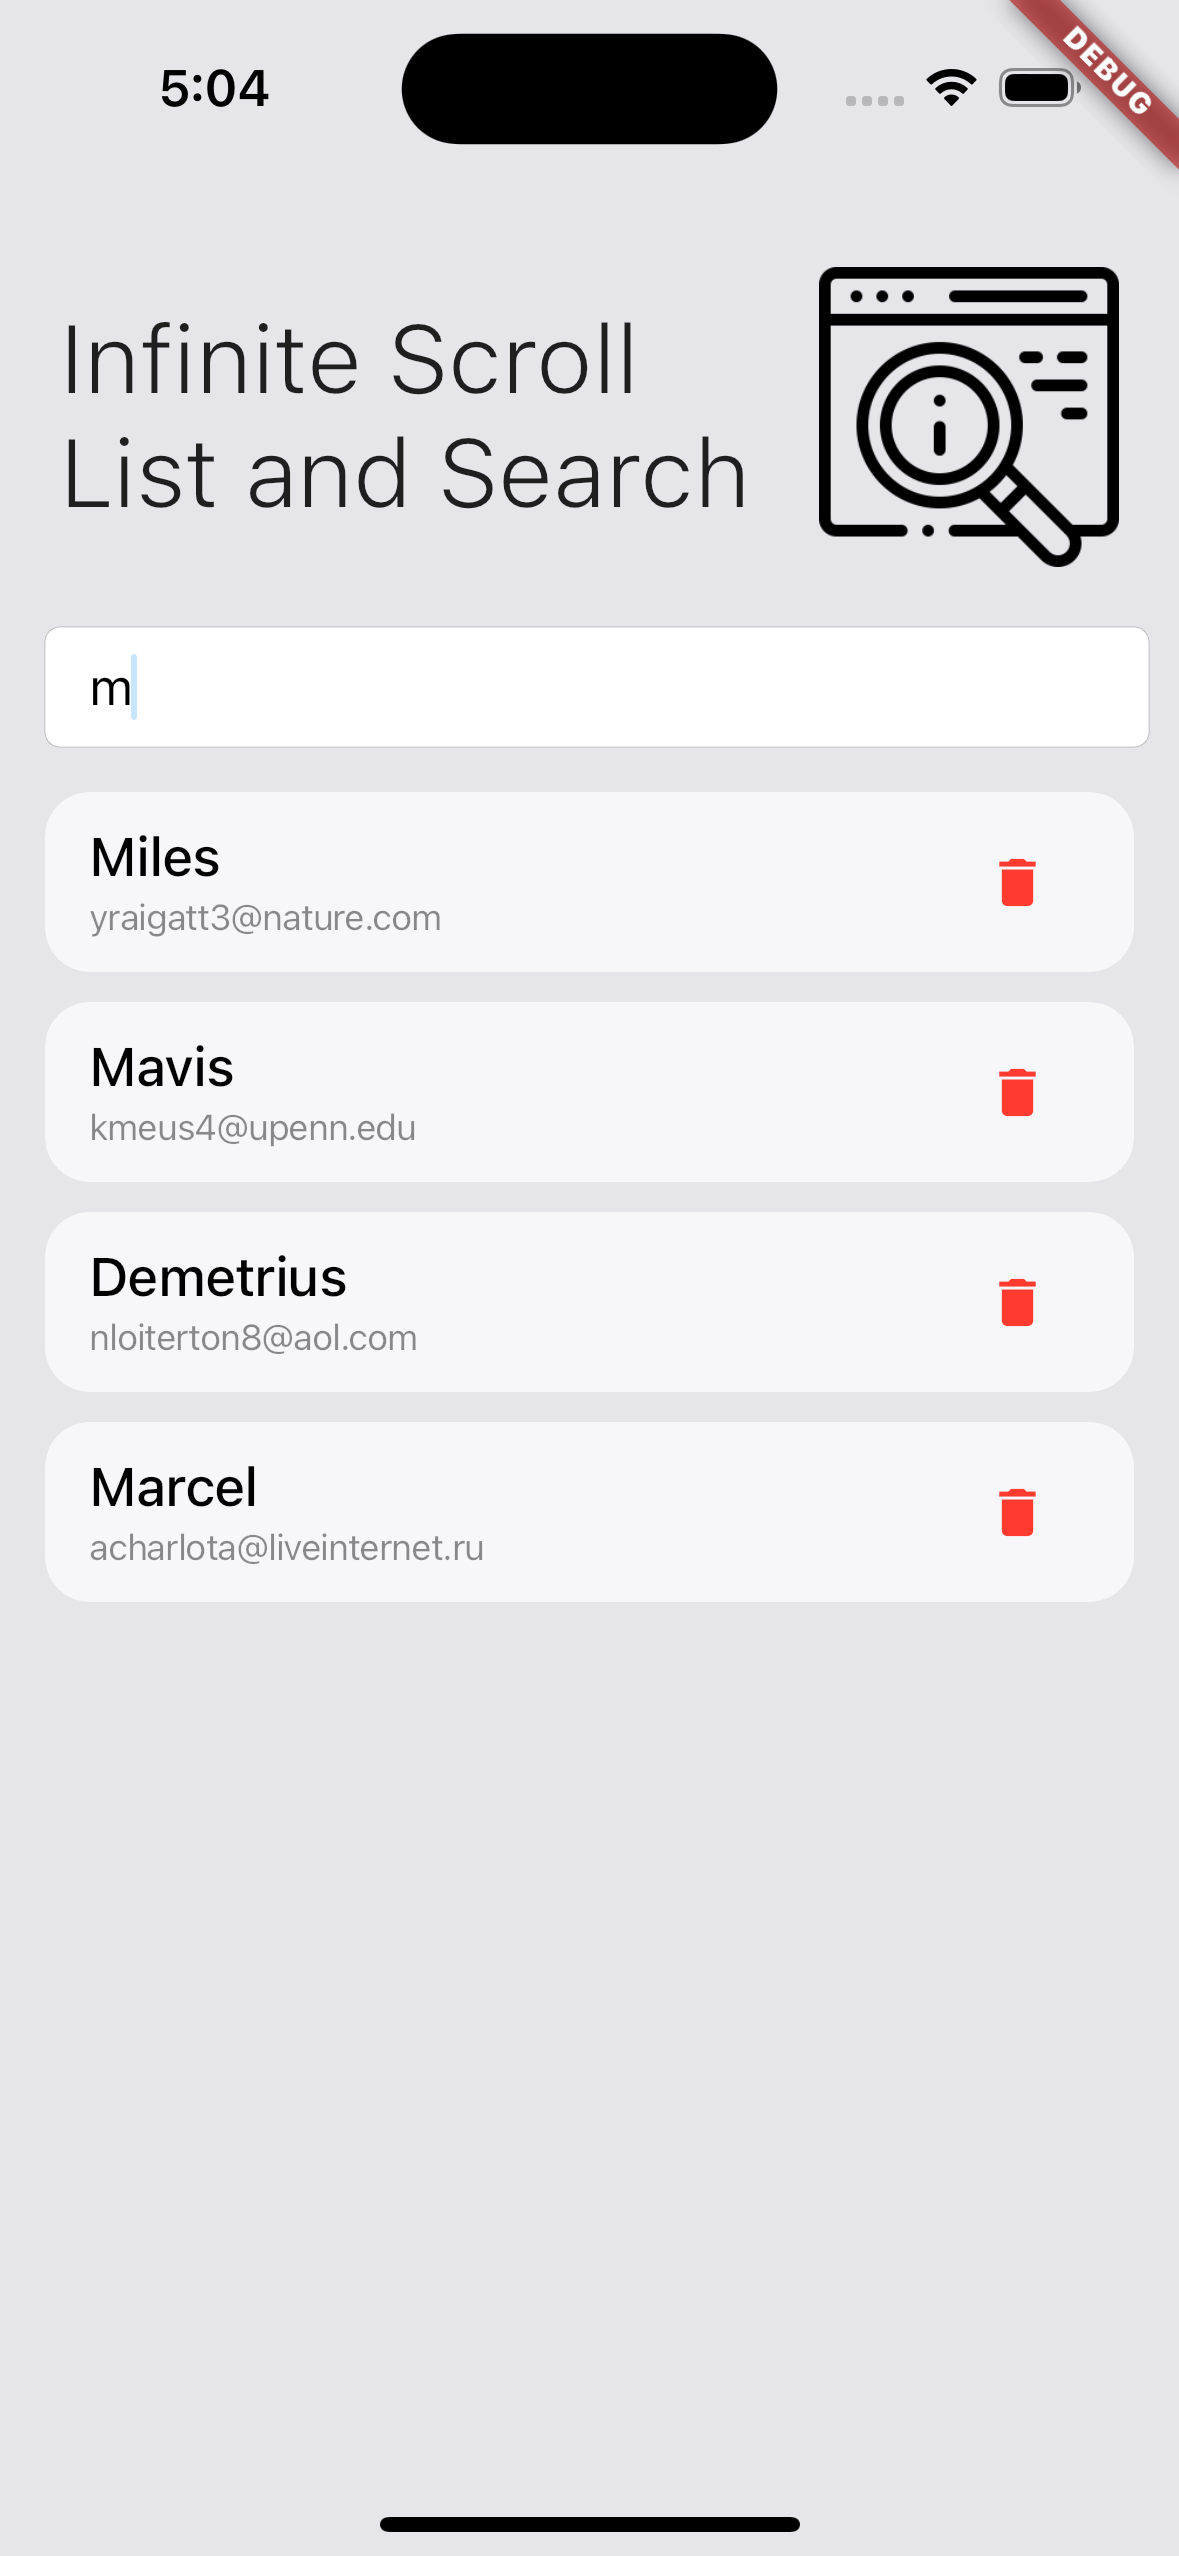 5:04
DEBUG
Infinite Scroll
List and Search
m
Miles
yraigatt3@nature.com
Mavis
kmeus4@upenn.edu
Demetrius
nloiterton8@aol.com
Marcel
acharlota@liveinternet.ru